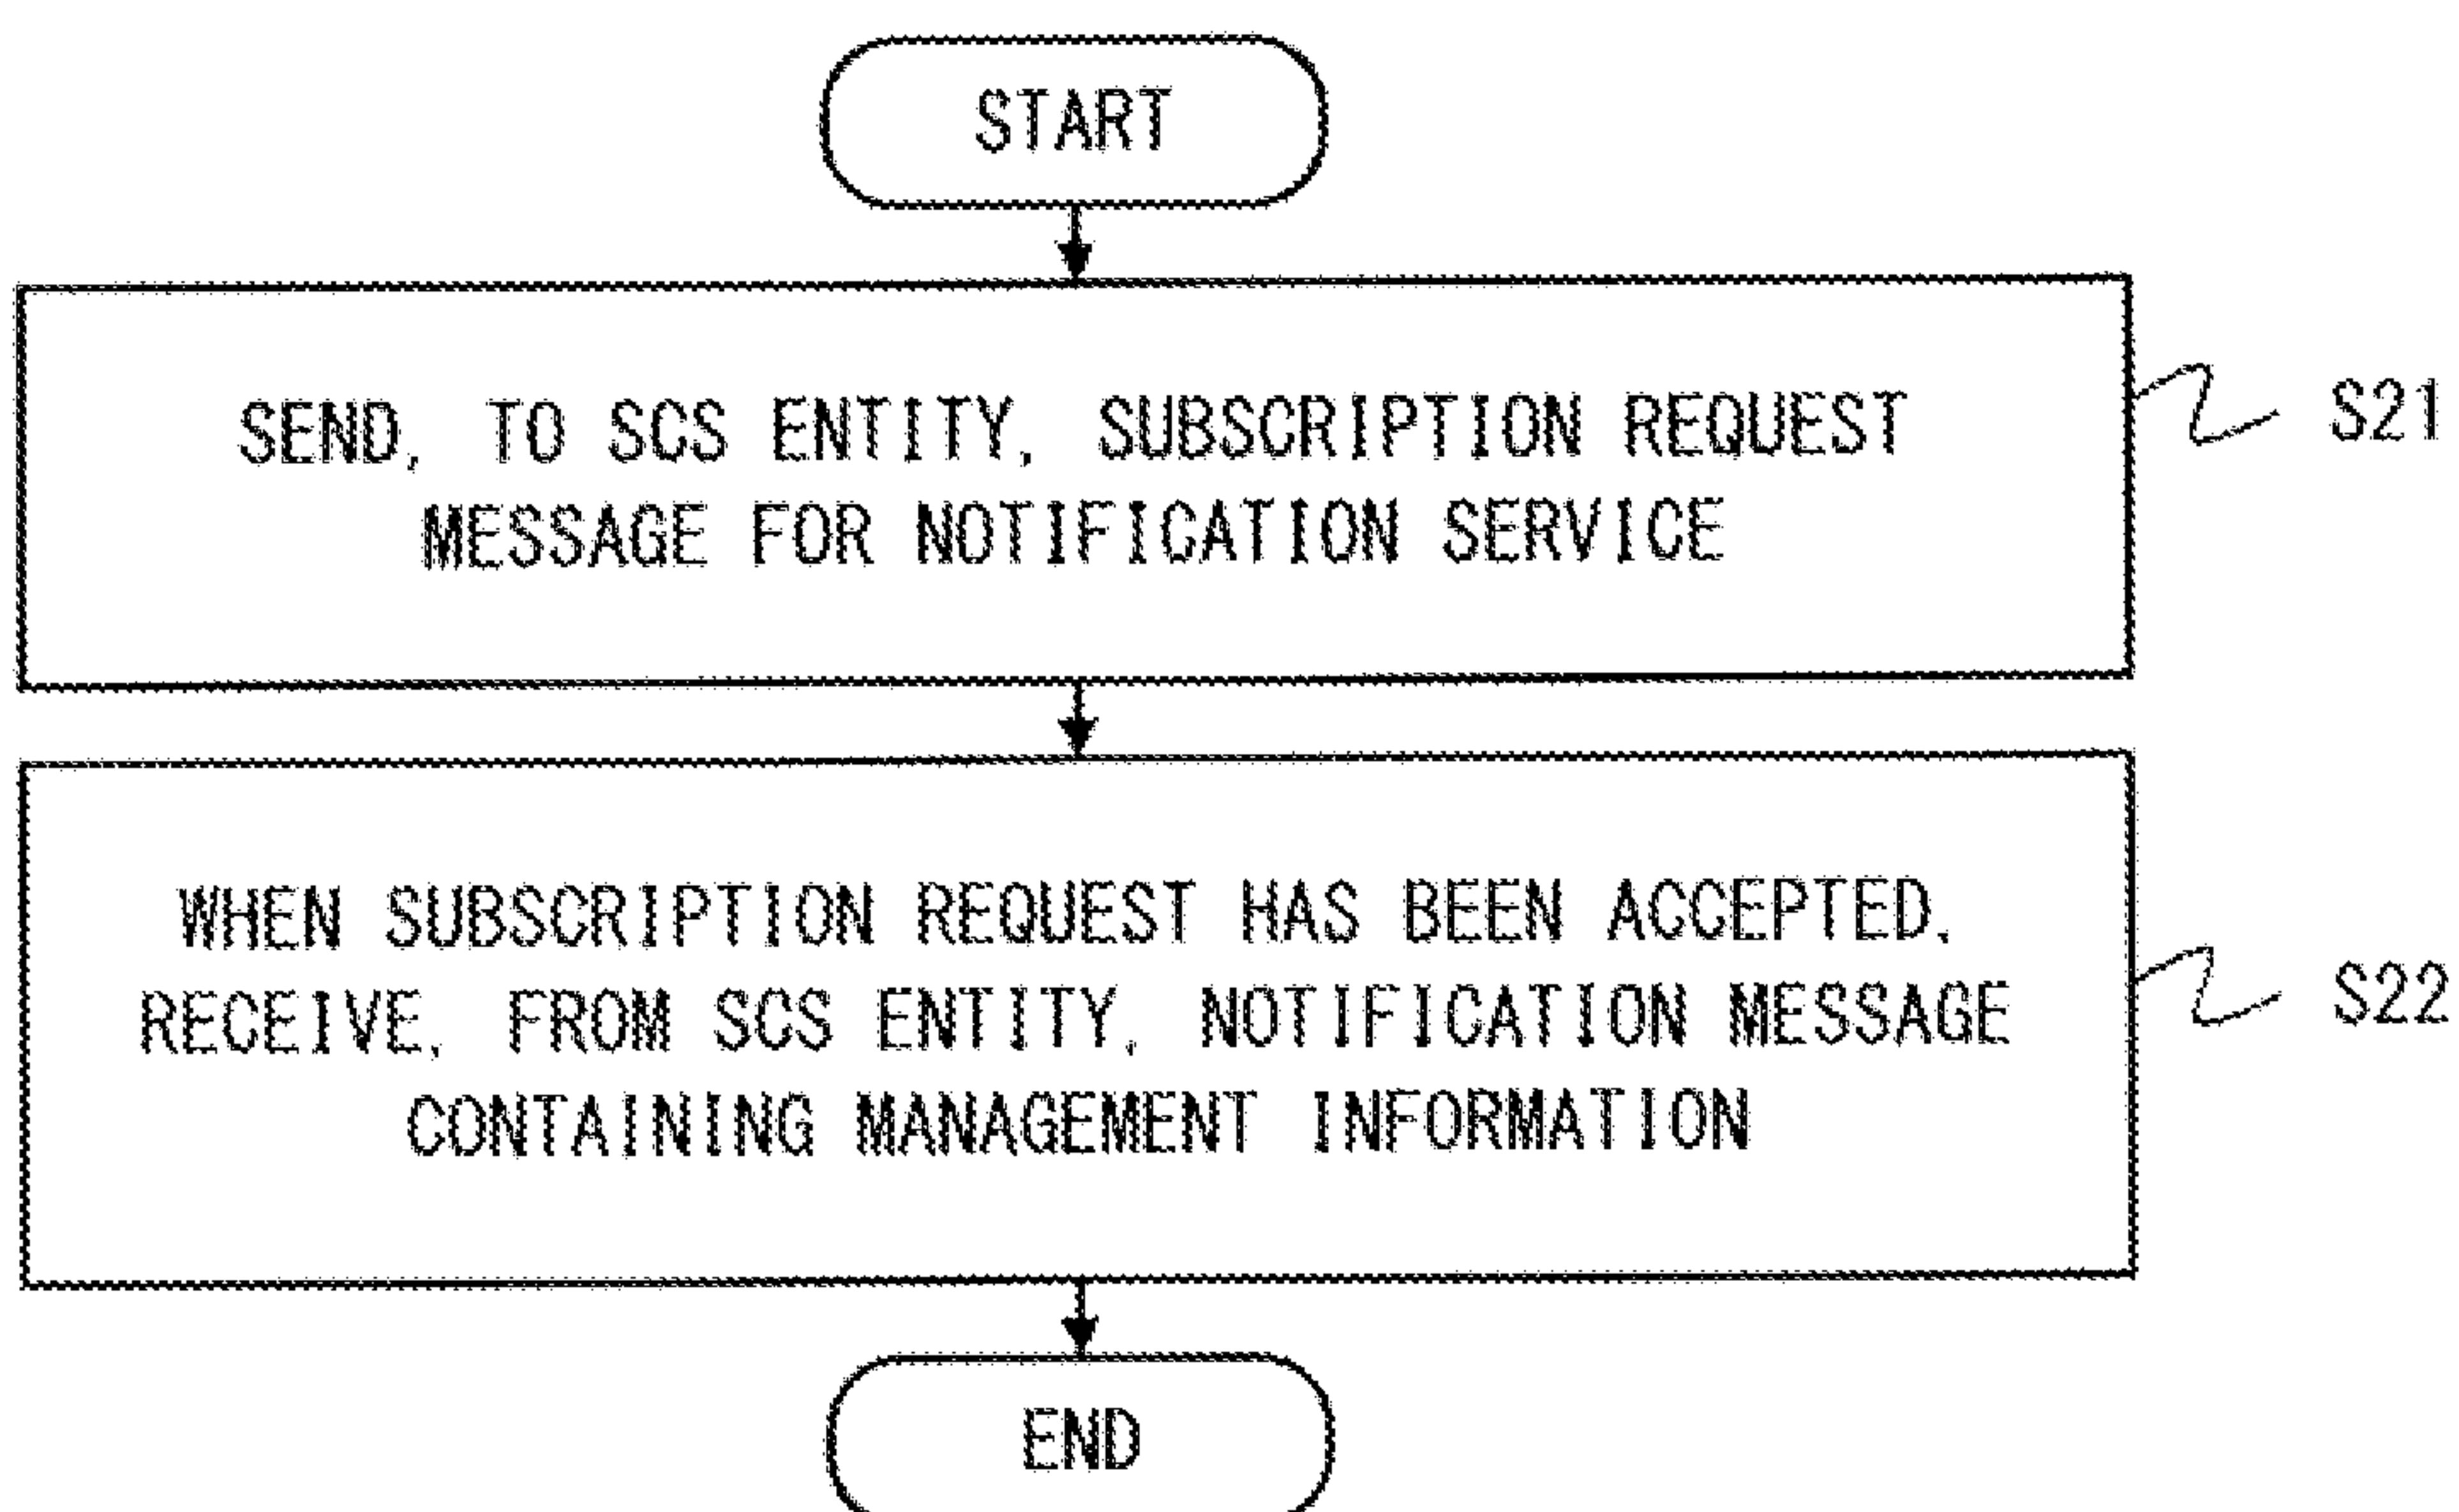 START
SEND, TO SCS ENTITY, SUBSCRIPTION REQUEST
MESSAGE FOR NOTIFICATION SERVICE
S21
WHEN SUBSCRIPTION REQUEST HAS BEEN ACCEPTED,
RECEIVE, FROM SCS ENTITY, NOTIFICATION MESSAGE
CONTAINING MANAGEMENT INFORMATION
S22
END